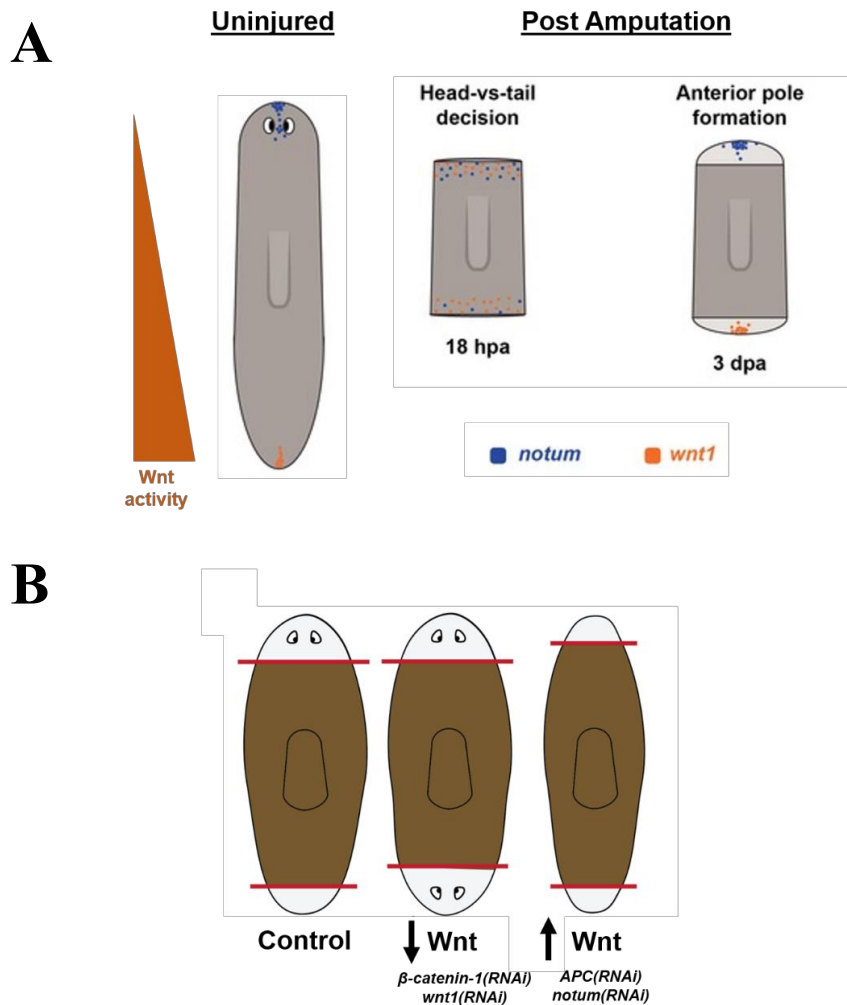 A
Uninjured
Post Amputation
Head-vs-tail
decision
Anterior pole
formation
18 hpa
3 dpa
Wnt
activity
notum
wnt1
B
Control
Wnt
β-catenin-1(RNAi)
wnt1(RNAi)
Wnt
APC(RNAi)
notum(RNAi)